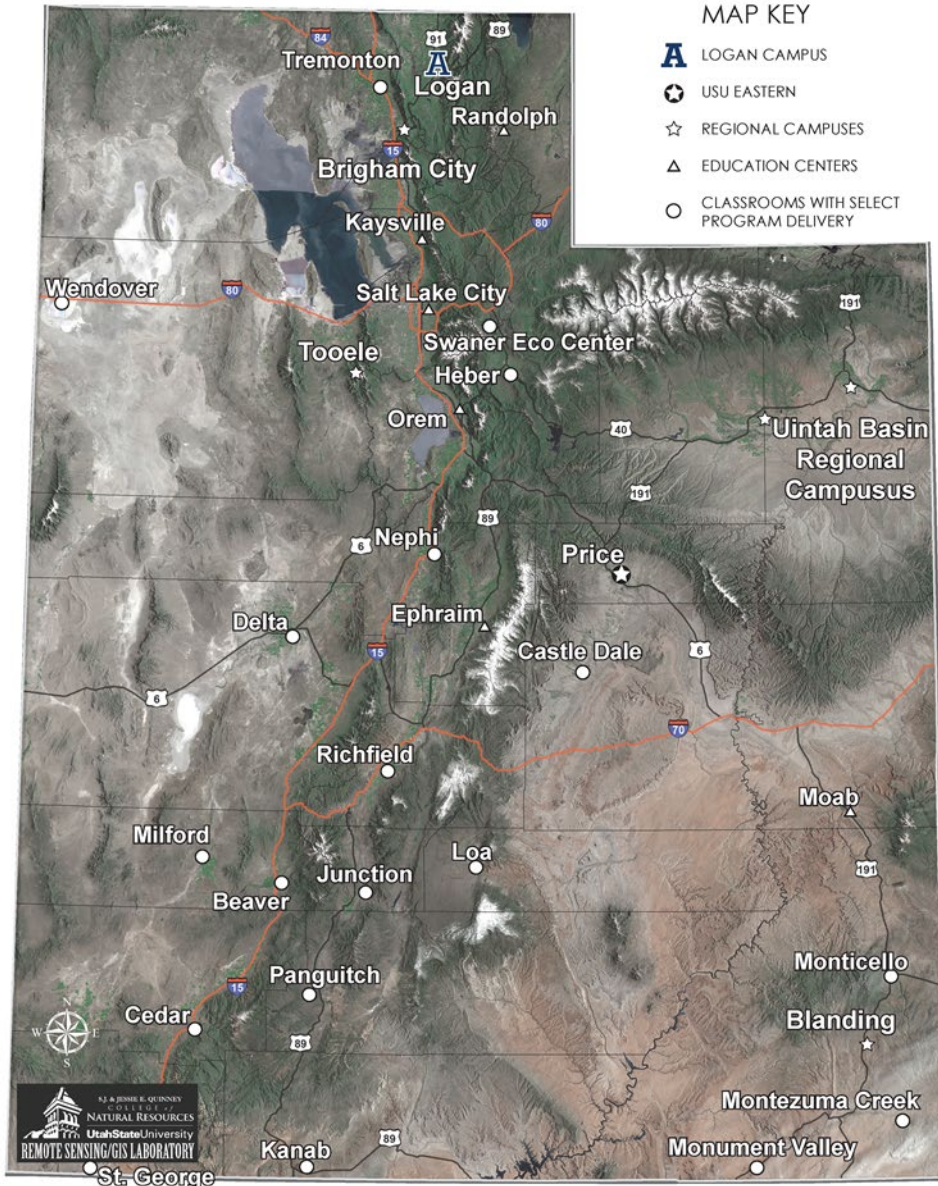 MAP KEY
A LOGAN CAMPUS
USU EASTERN
REGIONAL CAMPUSES
EDUCATION CENTERS
CLASSROOMS WITH SELECT
PROGRAM DELIVERY
84
91
89
Tremonton
A
Logan
Randolph
15
Brigham City
Kaysville
80
Wendover
80
Salt Lake City
191
Swaner Eco Center
Tooele
Heber
Orem
40
Uintah Basin
Regional
Campusus
191
89
6
Nephi
Price
Ephraim
Delta
15
Castle Dale
6
6
70
Richfield
Moab
Milford
Loa
Junction
191
Beaver
Panguitch
15
Monticello
Cedar
Blanding
89
N
W E
S
S.J. & JESSIE E. QUINNEY
COLLEGE of
NATURAL RESOURCES
UtahStateUniversity
REMOTE SENSING/GIS LABORATORY
Montezuma Creek
Kanab
89
Monument Valley
St. George